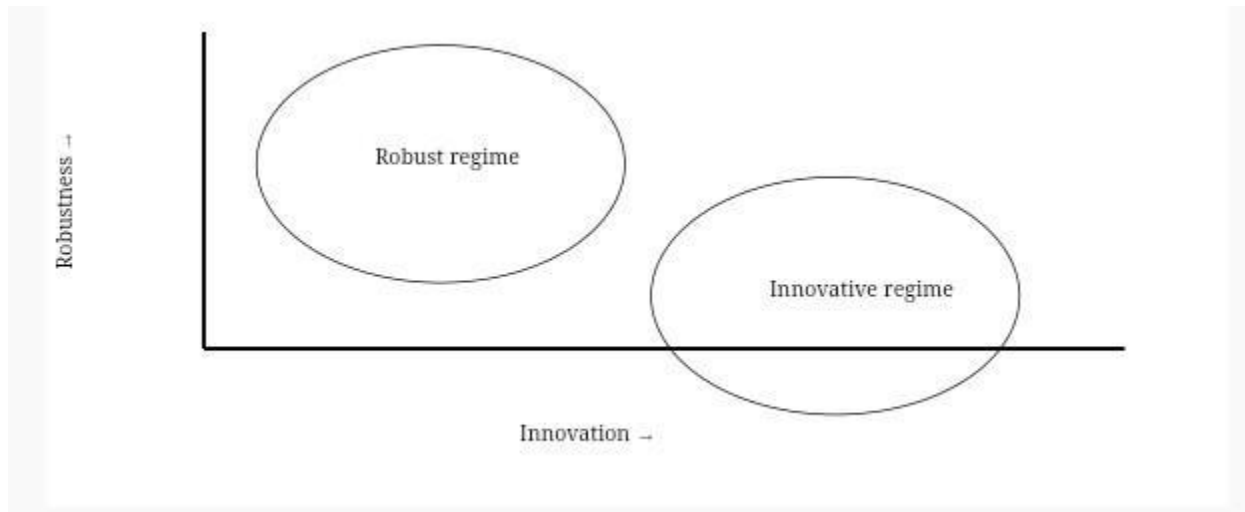 Robustness →
Robust regime
Innovative regime
Innovation →